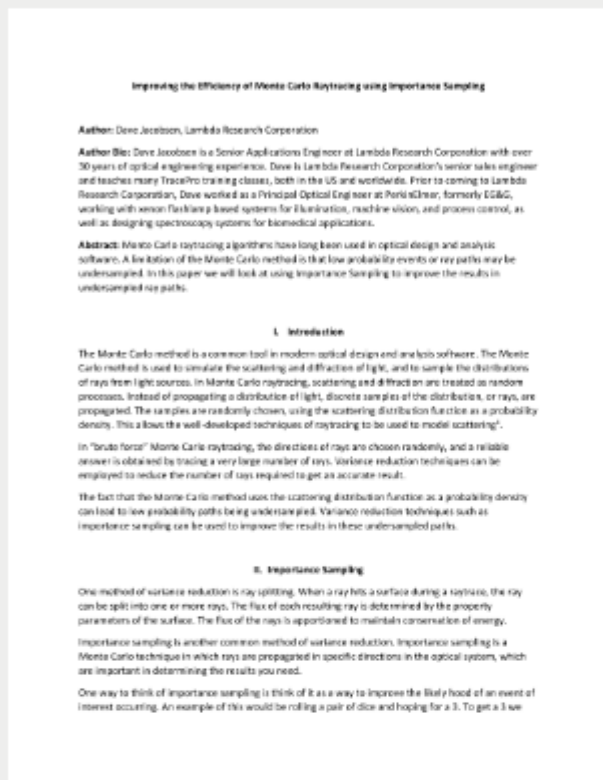 Improving the Efficiency of Monte Carlo Raytracing using Importance Sampling
Author: Dave Jacobsen, Lambda Research Corporation
Author Bio: Dave Jacobsen is a Senior Applications Engineer at Lambda Research Corporation with over
30 years of optical engineering experience. Dave is Lambda Research Corporation's senior sales engineer
and teaches many TracePro training classes, both in the US and worldwide. Prior to coming to Lambda
Research Corporation, Dave worked as a Principal Optical Engineer at PerkinElmer, formerly EG&G,
working with xenon flashlamp based systems for illumination, machine vision, and process control, as
well as designing spectroscopy systems for biomedical applications.
Abstract: Monte Carlo raytracing algorithms have long been used in optical design and analysis
software. A limitation of the Monte Carlo method is that low probability events or ray paths may be
undersampled. In this paper we will look at using Importance Sampling to improve the results in
undersampled ray paths.
I. Introduction
The Monte Carlo method is a common tool in modern optical design and analysis software. The Monte
Carlo method is used to simulate the scattering and diffraction of light, and to sample the distributions
of rays from light sources. In Monte Carlo raytracing, scattering and diffraction are treated as random
processes. Instead of propagating a distribution of light, discrete samples of the distribution, or rays, are
propagated. The samples are randomly chosen, using the scattering distribution function as a probability
density. This allows the well-developed techniques of raytracing to be used to model scattering¹.
In "brute force" Monte Carlo raytracing, the directions of rays are chosen randomly, and a reliable
answer is obtained by tracing a very large number of rays. Variance reduction techniques can be
employed to reduce the number of rays required to get an accurate result.
The fact that the Monte Carlo method uses the scattering distribution function as a probability density
can lead to low probability paths being undersampled. Variance reduction techniques such as
importance sampling can be used to improve the results in these undersampled paths.
II. Importance Sampling
One method of variance reduction is ray splitting. When a ray hits a surface during a raytrace, the ray
can be split into one or more rays. The flux of each resulting ray is determined by the property
parameters of the surface. The flux of the rays is apportioned to maintain conservation of energy.
Importance sampling is another common method of variance reduction. Importance sampling is a
Monte Carlo technique in which rays are propagated in specific directions in the optical system, which
are important in determining the results you need.
One way to think of importance sampling is think of it as a way to improve the likely hood of an event of
interest occurring. An example of this would be rolling a pair of dice and hoping for a 3. To get a 3 we